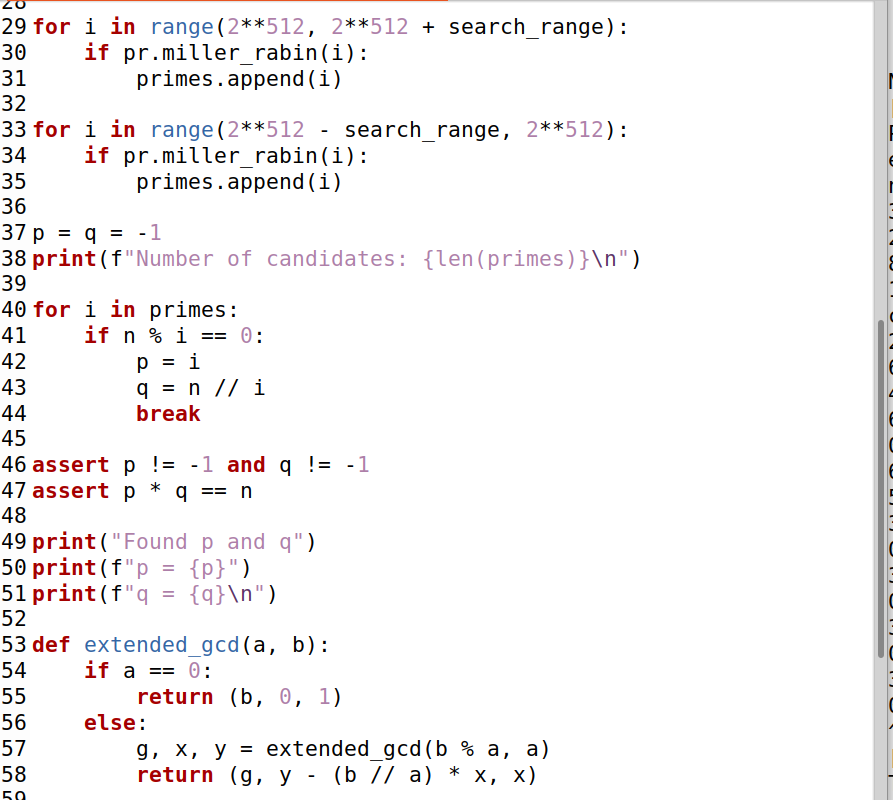 28
29 for i in range(2**512, 2**512 + search_range):
30     if pr.miller_rabin(i):
31         primes.append(i)
32
33 for i in range(2**512 - search_range, 2**512):
34     if pr.miller_rabin(i):
35         primes.append(i)
36
37 p = q = -1
38 print(f"Number of candidates: {len(primes)}\n")
39
40 for i in primes:
41     if n % i == 0:
42         p = i
43         q = n // i
44         break
45
46 assert p != -1 and q != -1
47 assert p * q == n
48
49 print("Found p and q")
50 print(f"p = {p}")
51 print(f"q = {q}\n")
52
53 def extended_gcd(a, b):
54     if a == 0:
55         return (b, 0, 1)
56     else:
57         g, x, y = extended_gcd(b % a, a)
58         return (g, y - (b // a) * x, x)
59